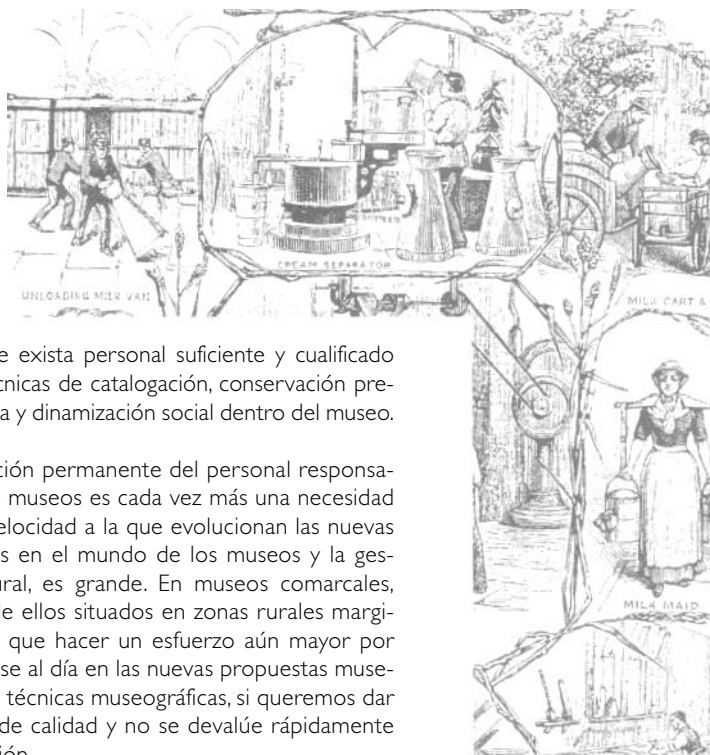 UNLOADING MILK VAN
CREAM SEPARATOR
MILK CART &
MILK MAID
e exista personal suficiente y cualificado
cnicas de catalogación, conservación pre-
a y dinamización social dentro del museo.
ción permanente del personal responsa-
museos es cada vez más una necesidad
elocidad a la que evolucionan las nuevas
s en el mundo de los museos y la ges-
ural, es grande. En museos comarcales,
de ellos situados en zonas rurales margi-
que hacer un esfuerzo aún mayor por
se al día en las nuevas propuestas muse-
técnicas museográficas, si queremos dar
de calidad y no se devalúe rápidamente
ión.